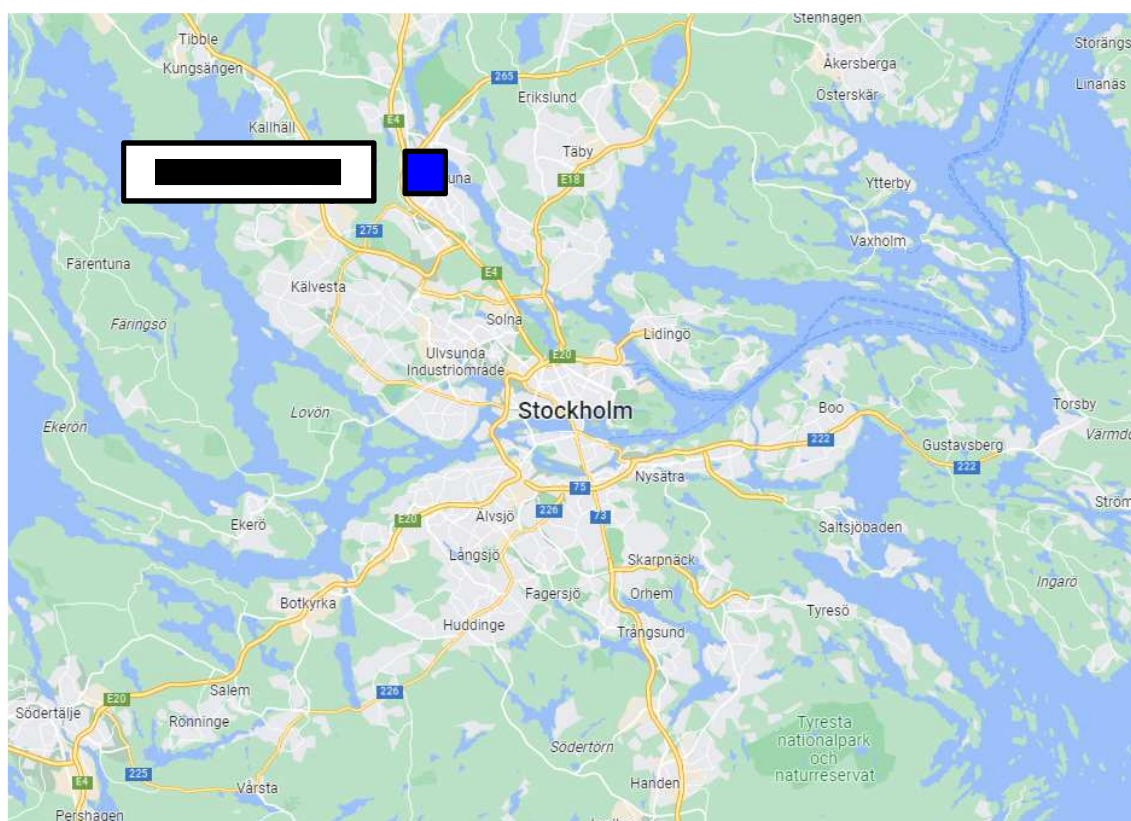 Stenhagen
Tibble
Storängs
Kungsängen
Åkersberga
265
Linanäs
Österskär
Erikslund
E4
Kallhäll
Täby
una
E18
Ytterby
275
Vaxholm
Färentuna
E4
Kälvesta
Färingsö
Solna
Lidingö
Ulvsunda
Industriområde
E20
Stockholm
Lovön
Boo
Torsby
Ekerön
Värmdö
222
Gustavsberg
222
Nysätra
75
Ström
226
73
Älvsjö
E20
Ekerö
Saltsjöbaden
Långsjö
Skarpnäck
Ingarö
Fagersjö
Orhem
Botkyrka
Tyresö
Huddinge
Trångsund
Salem
226
E20
Södertälje
Rönninge
Tyresta
nationalpark
och
naturreservat
Södertörn
225
E4
Vårsta
Handen
Pershagen